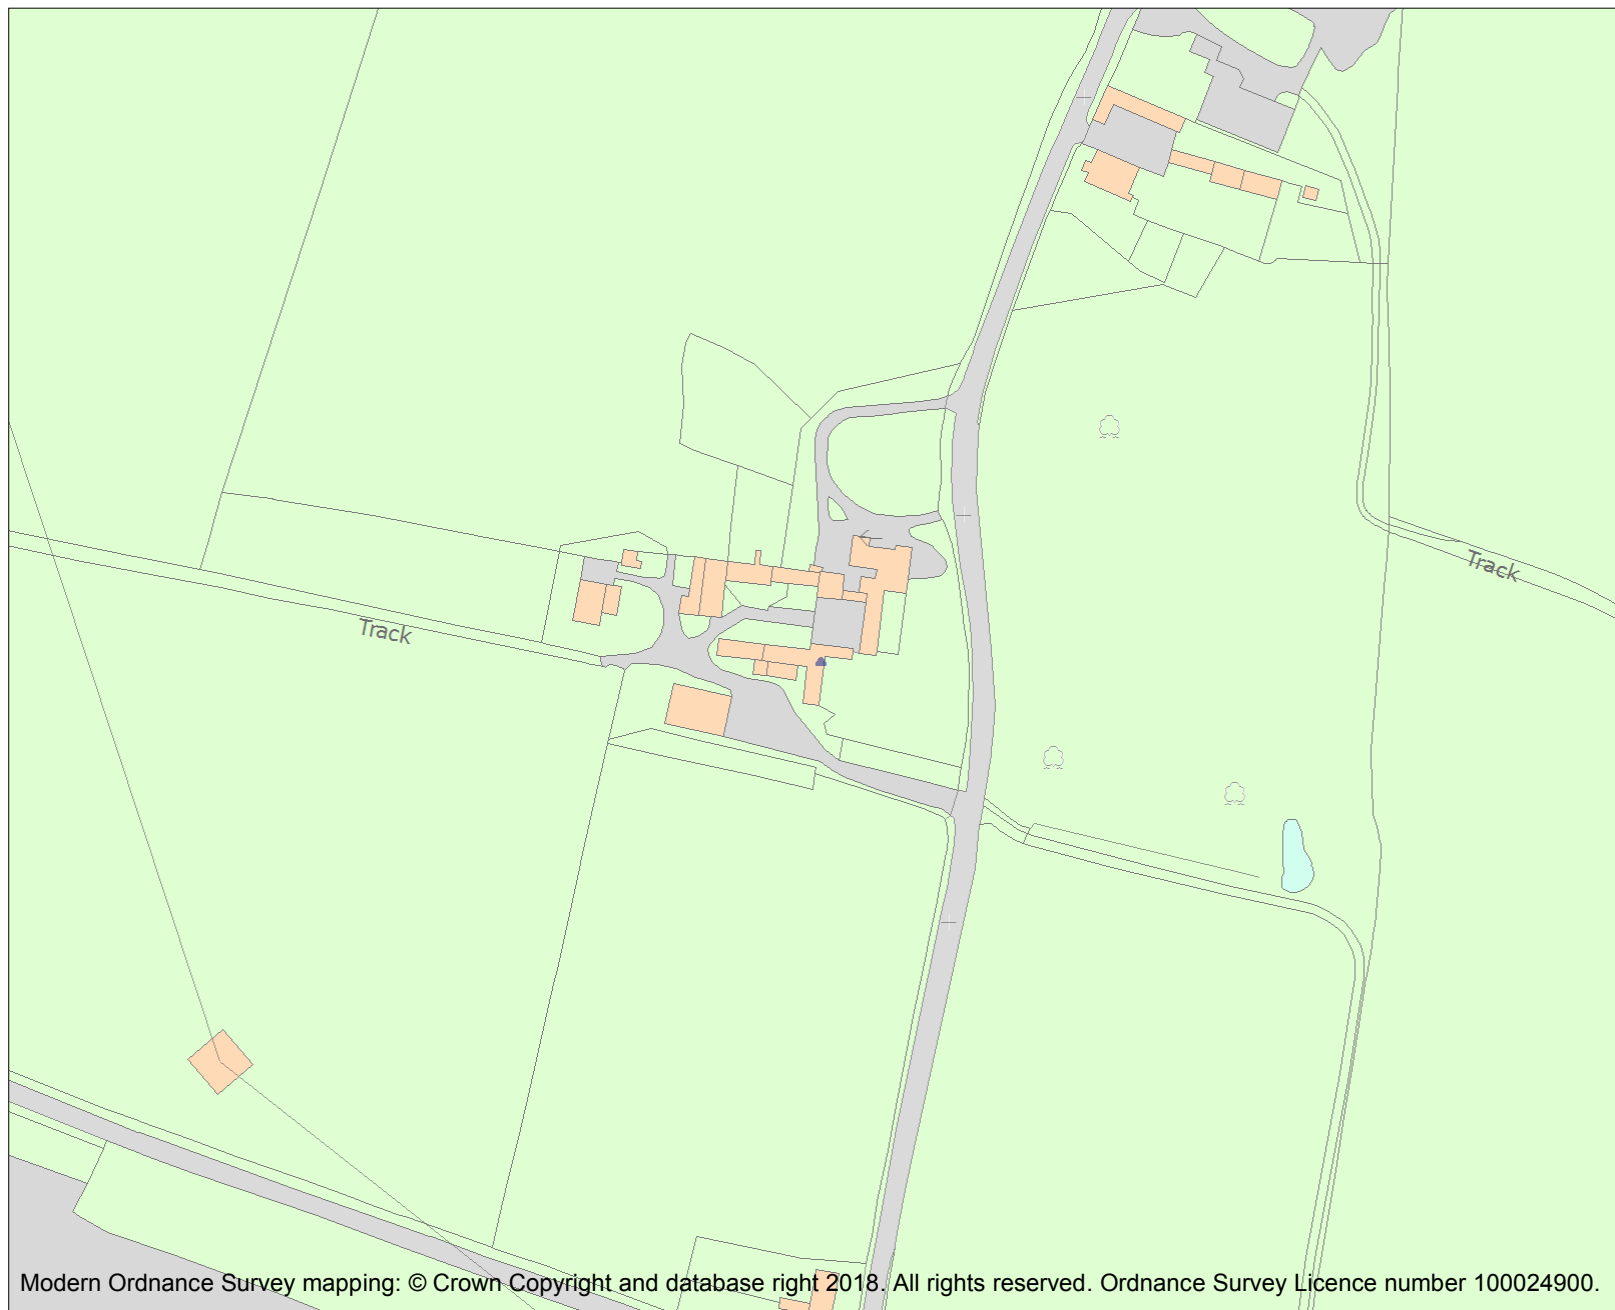 Track
Track
Modern Ordnance Survey mapping: © Crown Copyright and database right 2018. All rights reserved. Ordnance Survey Licence number 100024900.